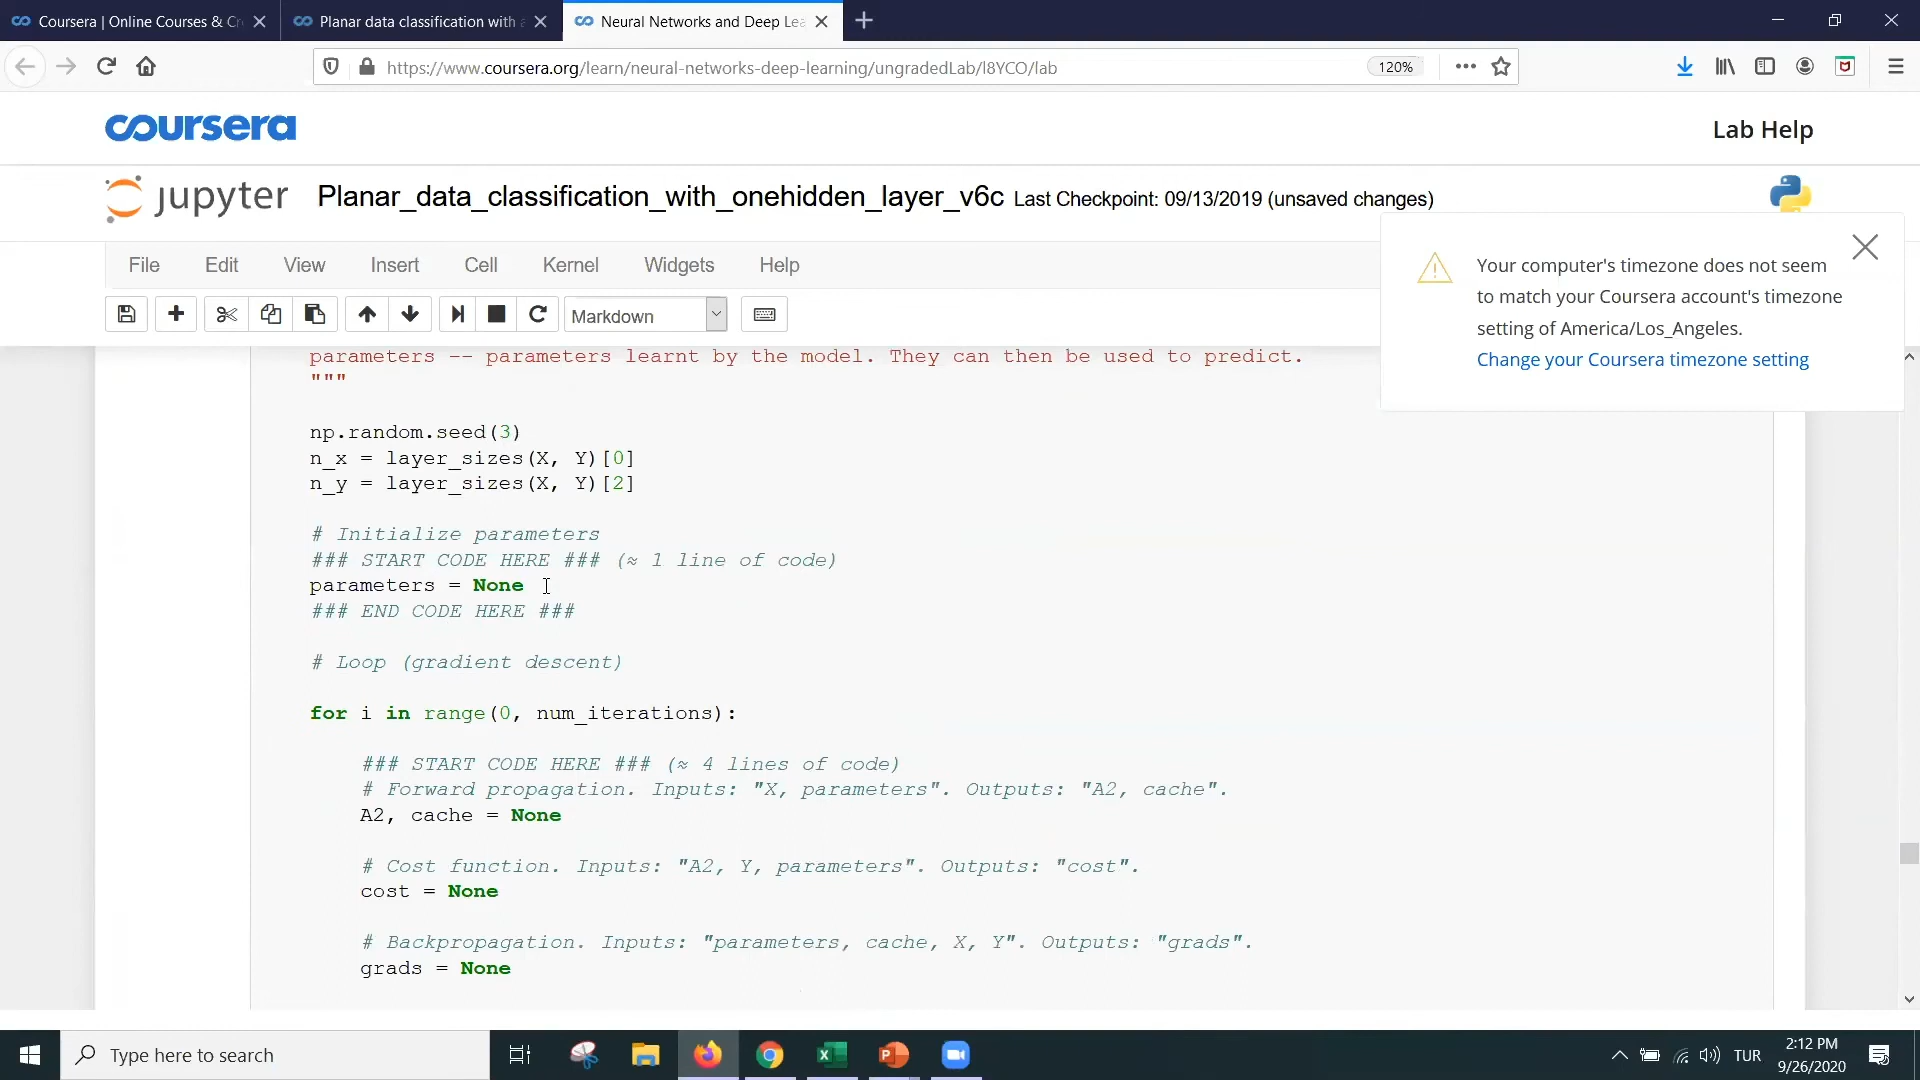 Coursera | Online Courses & Cr
Planar data classification with a
Neural Networks and Deep Lea
https://www.coursera.org/learn/neural-networks-deep-learning/ungradedLab/l8YCO/lab
120%
coursera
Lab Help
jupyter
Planar_data_classification_with_onehidden_layer_v6c Last Checkpoint: 09/13/2019 (unsaved changes)
File Edit View Insert Cell Kernel Widgets Help
Markdown
Your computer's timezone does not seem
to match your Coursera account's timezone
setting of America/Los_Angeles.
Change your Coursera timezone setting
parameters -- parameters learnt by the model. They can then be used to predict.
"""
np.random.seed(3)
n_x = layer_sizes(X, Y)[0]
n_y = layer_sizes(X, Y)[2]
# Initialize parameters
### START CODE HERE ### (≈ 1 line of code)
parameters = None
### END CODE HERE ###
# Loop (gradient descent)
for i in range(0, num_iterations):
### START CODE HERE ### (≈ 4 lines of code)
# Forward propagation. Inputs: "X, parameters". Outputs: "A2, cache".
A2, cache = None
# Cost function. Inputs: "A2, Y, parameters". Outputs: "cost".
cost = None
# Backpropagation. Inputs: "parameters, cache, X, Y". Outputs: "grads".
grads = None
Type here to search
TUR
2:12 PM
9/26/2020